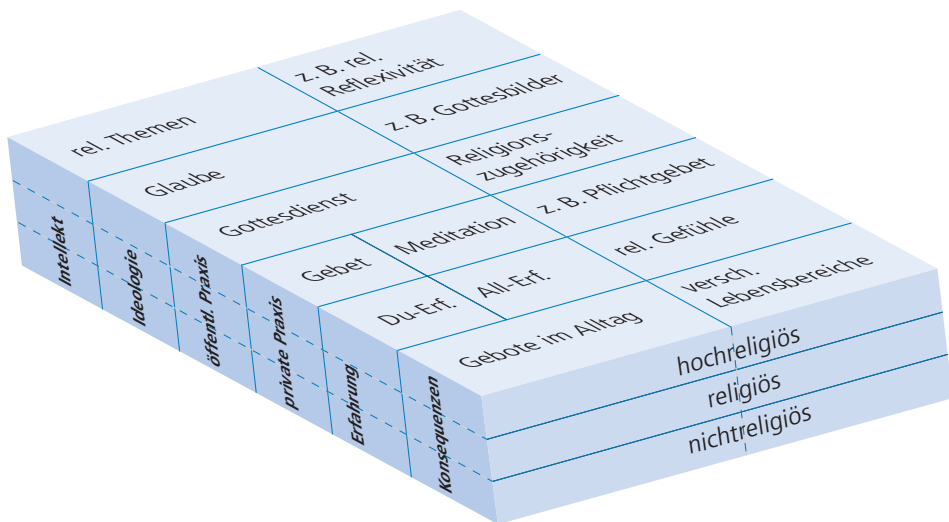 z. B. rel.
Reflexivität
rel. Themen
z. B. Gottesbilder
Glaube
Religions-
zugehörigkeit
Gottesdienst
z. B. Pflichtgebet
Meditation
Gebet
rel. Gefühle
All-Erf.
Du-Erf.
versch.
Lebensbereiche
Gebote im Alltag
Intellekt
Ideologie
öffentl. Praxis
private Praxis
Erfahrung
Konsequenzen
hochreligiös
religiös
nichtreligiös